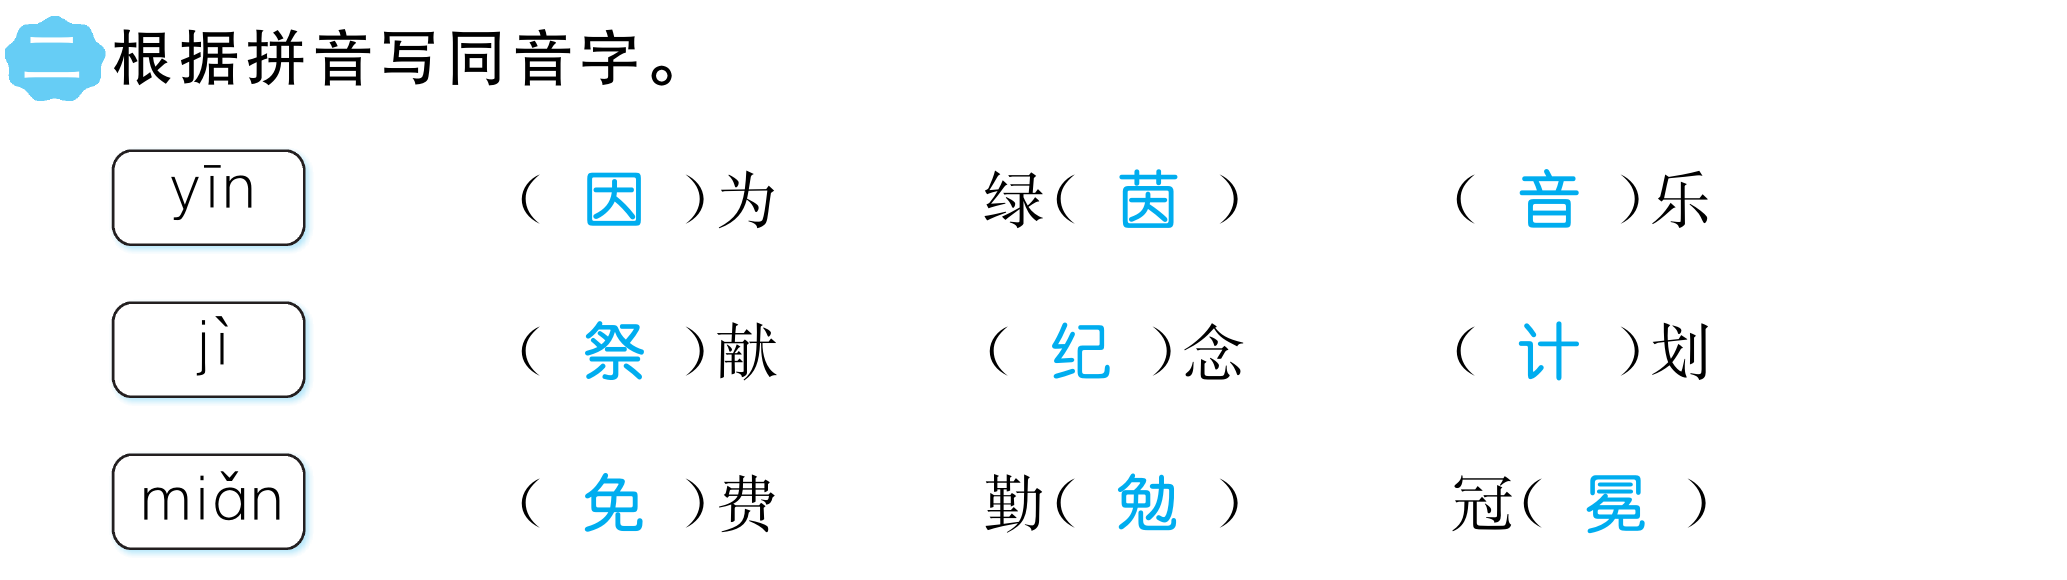 二 根据拼音写同音字。
yīn （ 因 ）为 绿（ 茵 ） （ 音 ）乐
jì （ 祭 ）献 （ 纪 ）念 （ 计 ）划
miǎn （ 免 ）费 勤（ 勉 ） 冠（ 冕 ）